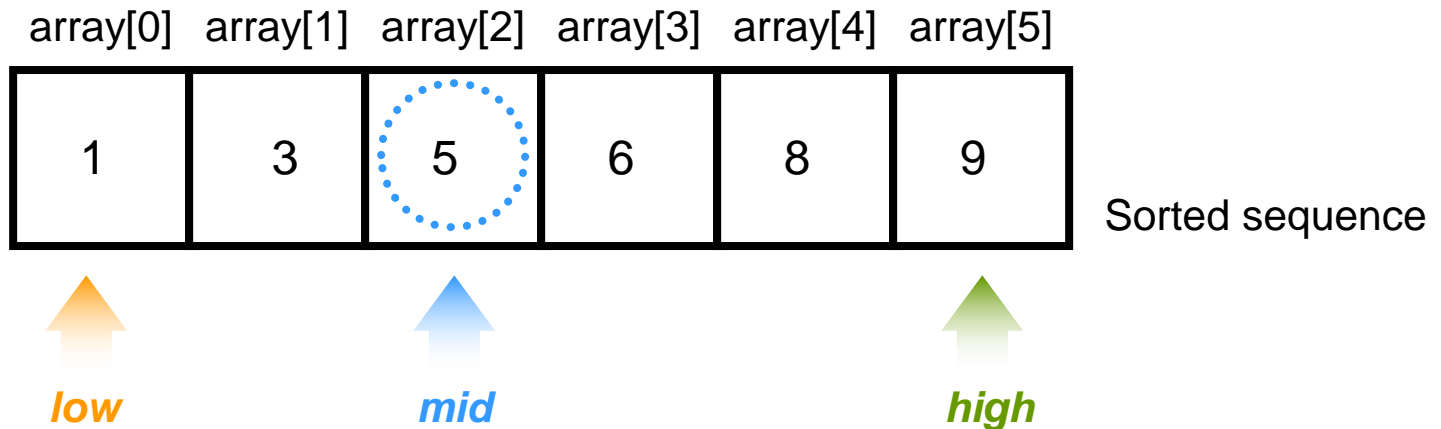 array[0] array[1] array[2] array[3] array[4] array[5]
1 3 5 6 8 9
Sorted sequence
low mid high